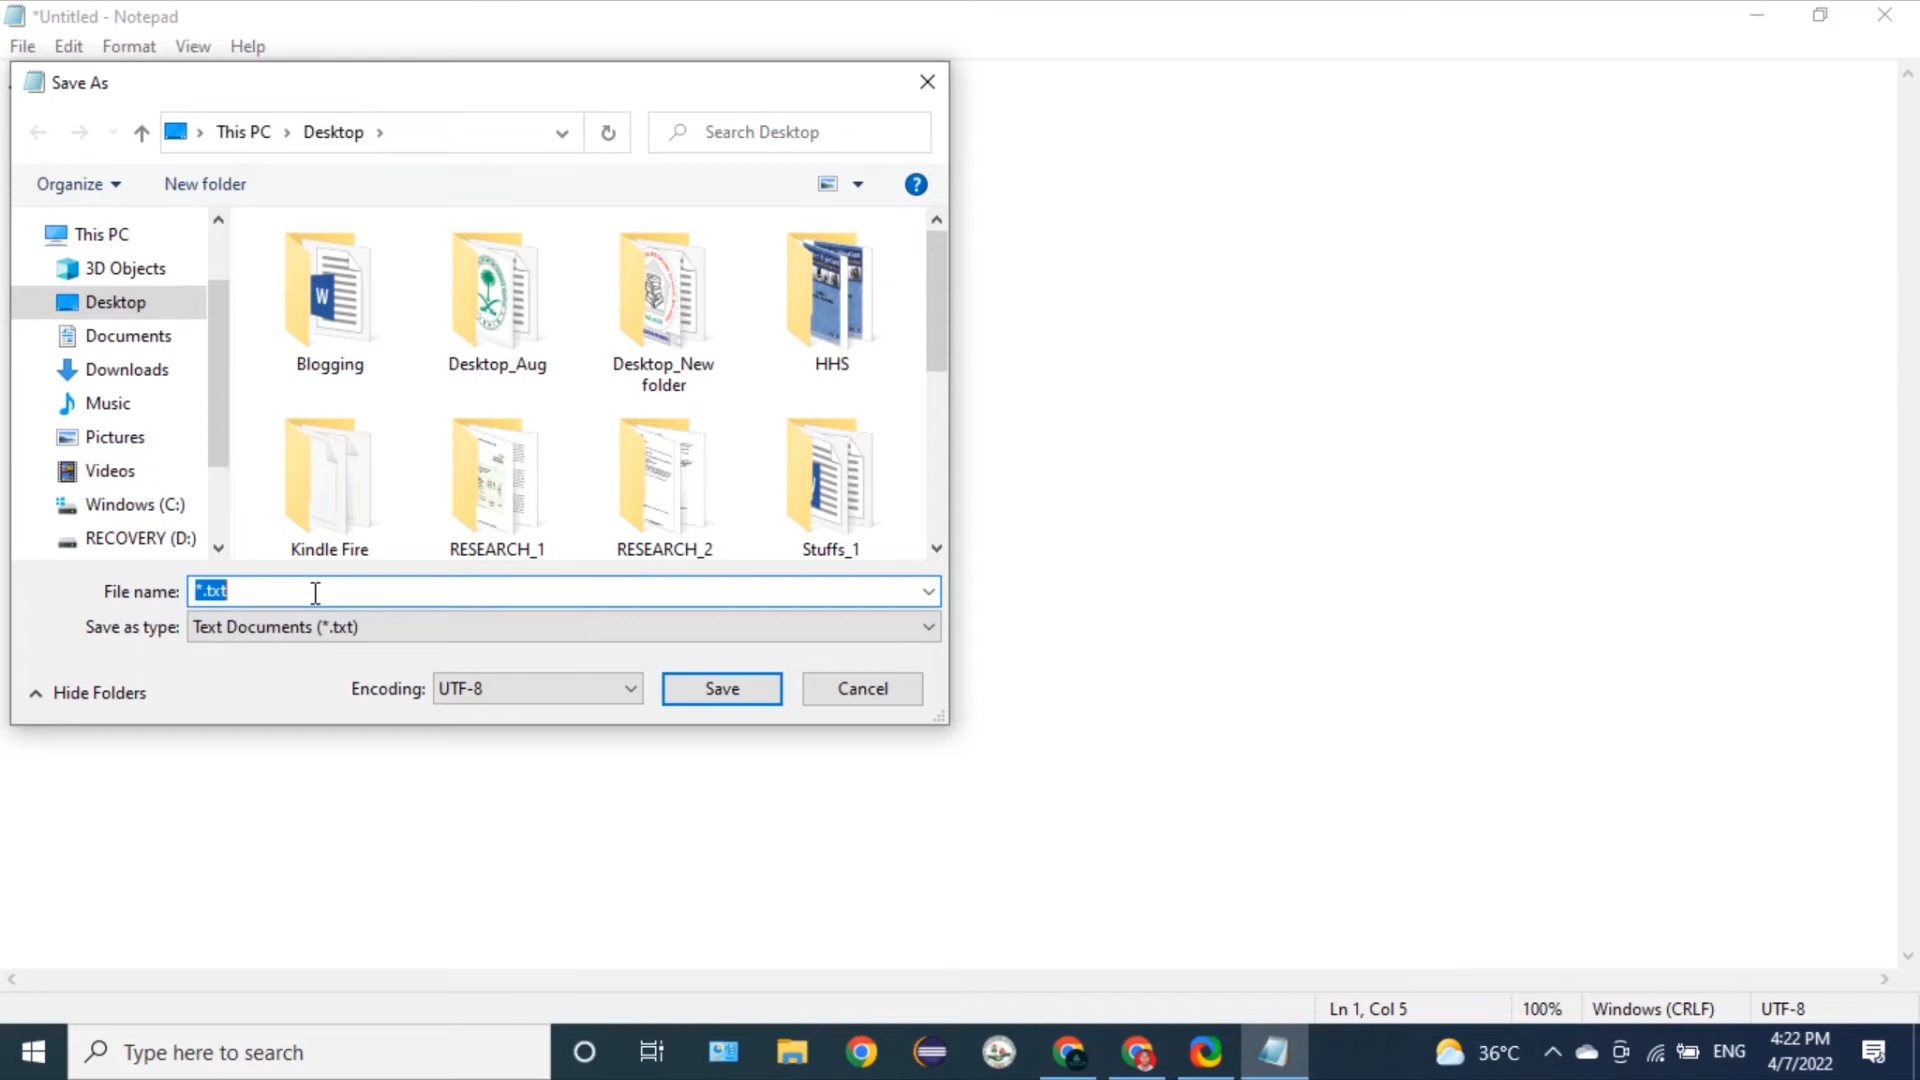 *Untitled - Notepad
File Edit Format View Help
Save As
This PC Desktop
Search Desktop
Organize New folder
This PC
3D Objects
Desktop
Documents
Downloads
Music
Pictures
Videos
Windows (C:)
RECOVERY (D:)
Blogging Desktop_Aug Desktop_New HHS
folder
Kindle Fire RESEARCH_1 RESEARCH_2 Stuffs_1
File name: *.txt
Save as type: Text Documents (*.txt)
Hide Folders Encoding: UTF-8 Save Cancel
Ln 1, Col 5 100% Windows (CRLF) UTF-8
Type here to search
36°C ENG
4:22 PM
4/7/2022